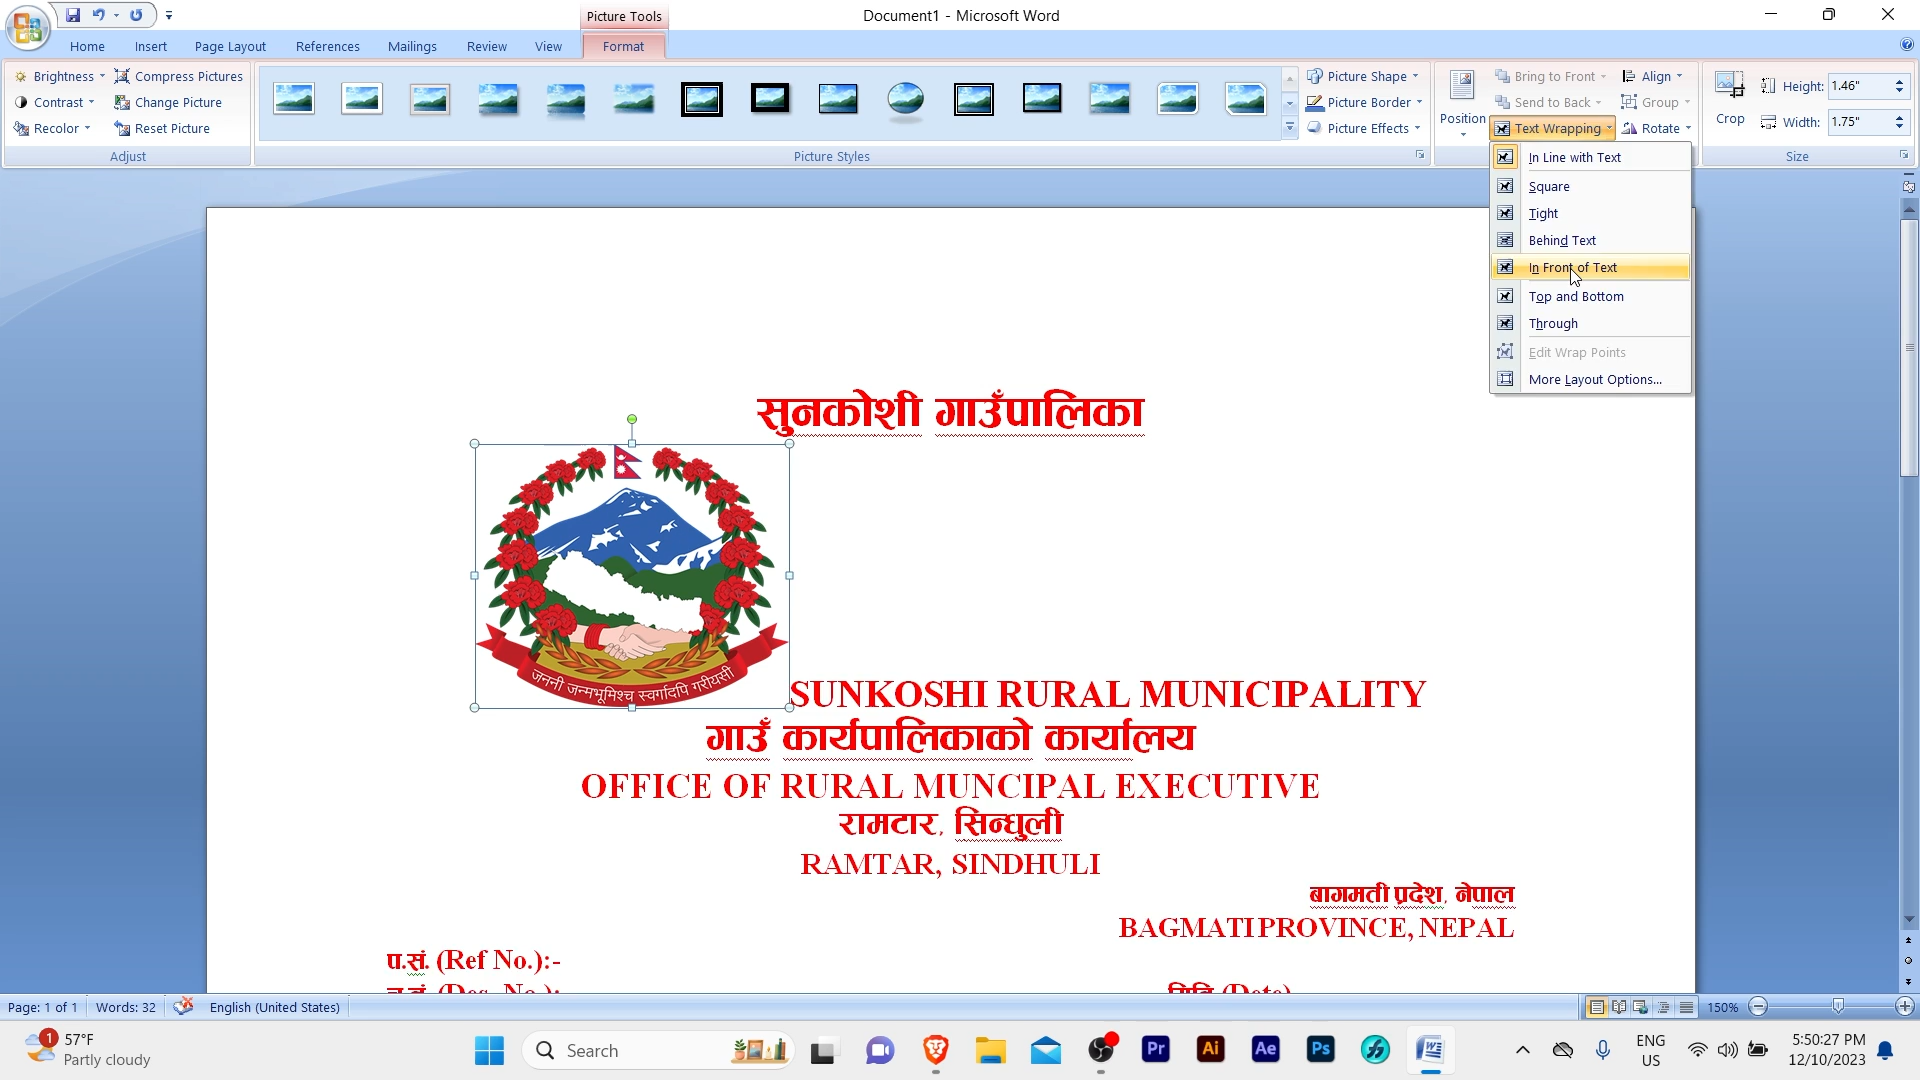 Picture Tools
Document1 - Microsoft Word
Home Insert Page Layout References Mailings Review View Format
Brightness Compress Pictures
Contrast Change Picture
Recolor Reset Picture
Adjust
Picture Styles
Picture Shape
Picture Border
Picture Effects
Position
Bring to Front
Send to Back
Text Wrapping
Align
Group
Rotate
Crop
Height: 1.46"
Width: 1.75"
Size
In Line with Text
Square
Tight
Behind Text
In Front of Text
Top and Bottom
Through
Edit Wrap Points
More Layout Options...
सुनकोशी गाउँपालिका
जननी जन्मभूमिश्च स्वर्गादपि गरीयसी
SUNKOSHI RURAL MUNICIPALITY
गाउँ कार्यपालिकाको कार्यालय
OFFICE OF RURAL MUNCIPAL EXECUTIVE
रामटार, सिन्धुली
RAMTAR, SINDHULI
बागमती प्रदेश, नेपाल
BAGMATI PROVINCE, NEPAL
प.सं. (Ref No.):-
Page: 1 of 1 Words: 32 English (United States) 150%
1
57°F
Partly cloudy
Search
Pr Ai Ae Ps
ENG
US
5:50:27 PM
12/10/2023